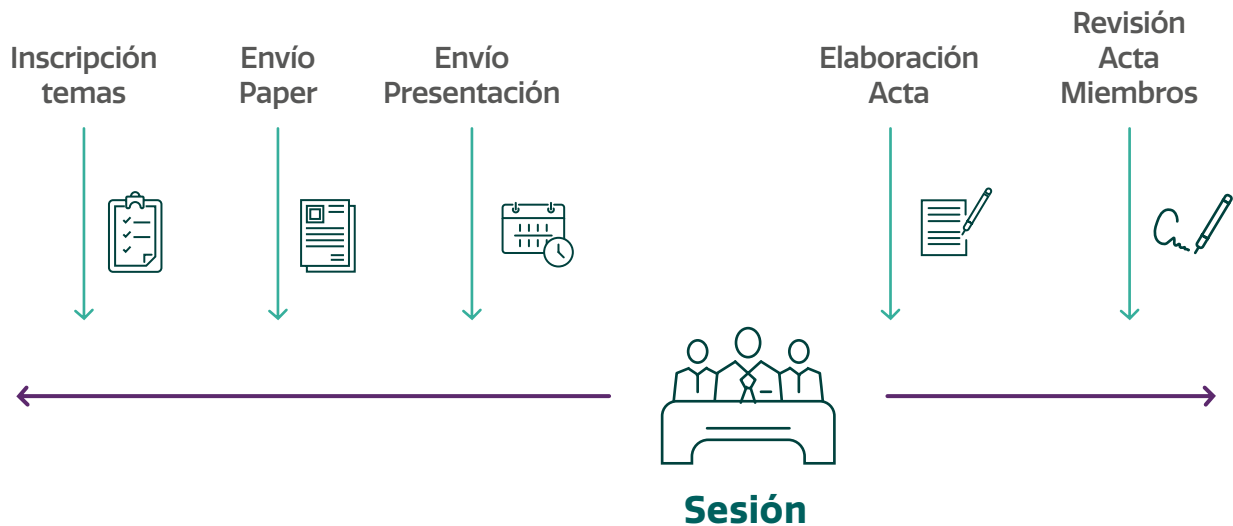 Inscripción
temas
Envío
Paper
Envío
Presentación
Elaboración
Acta
Revisión
Acta
Miembros
Sesión